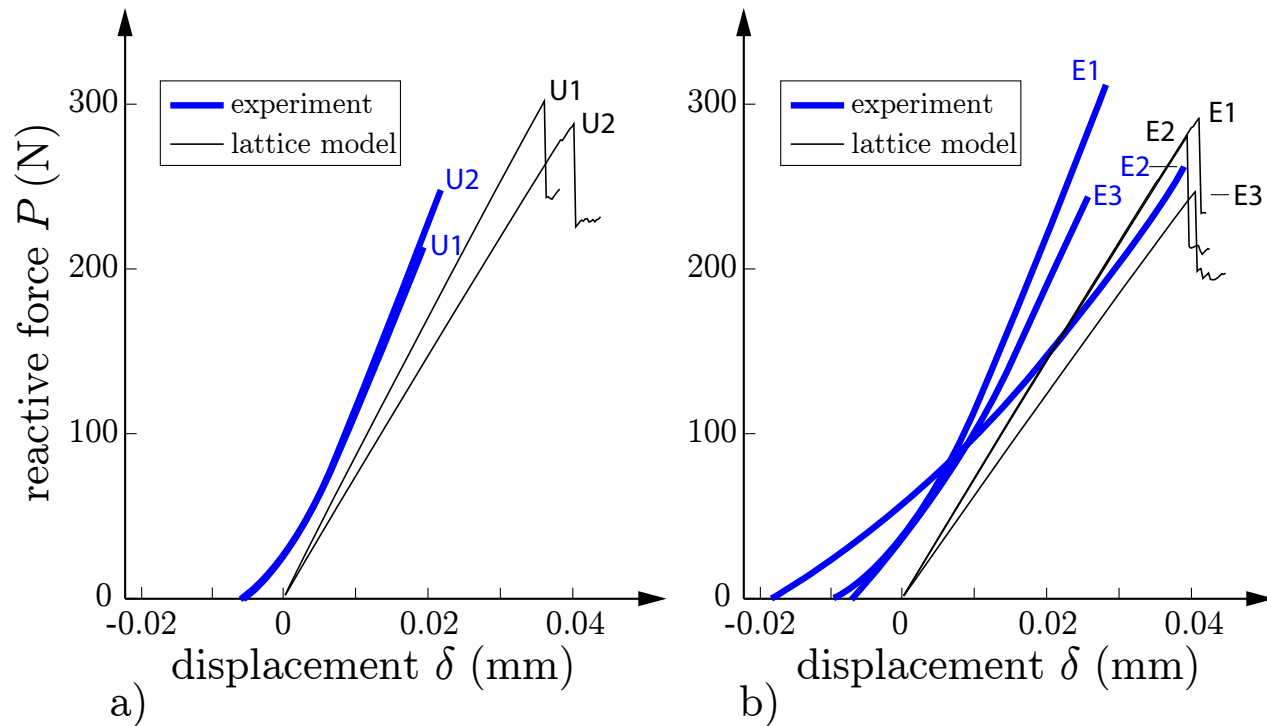 reactive force P (N)
300
200
100
0
-0.02
0
0.02
0.04
displacement δ (mm)
a)
experiment
lattice model
U1
U2
U2
U1
300
200
100
0
-0.02
0
0.02
0.04
displacement δ (mm)
b)
experiment
lattice model
E1
E1
E2
E2
E3
E3